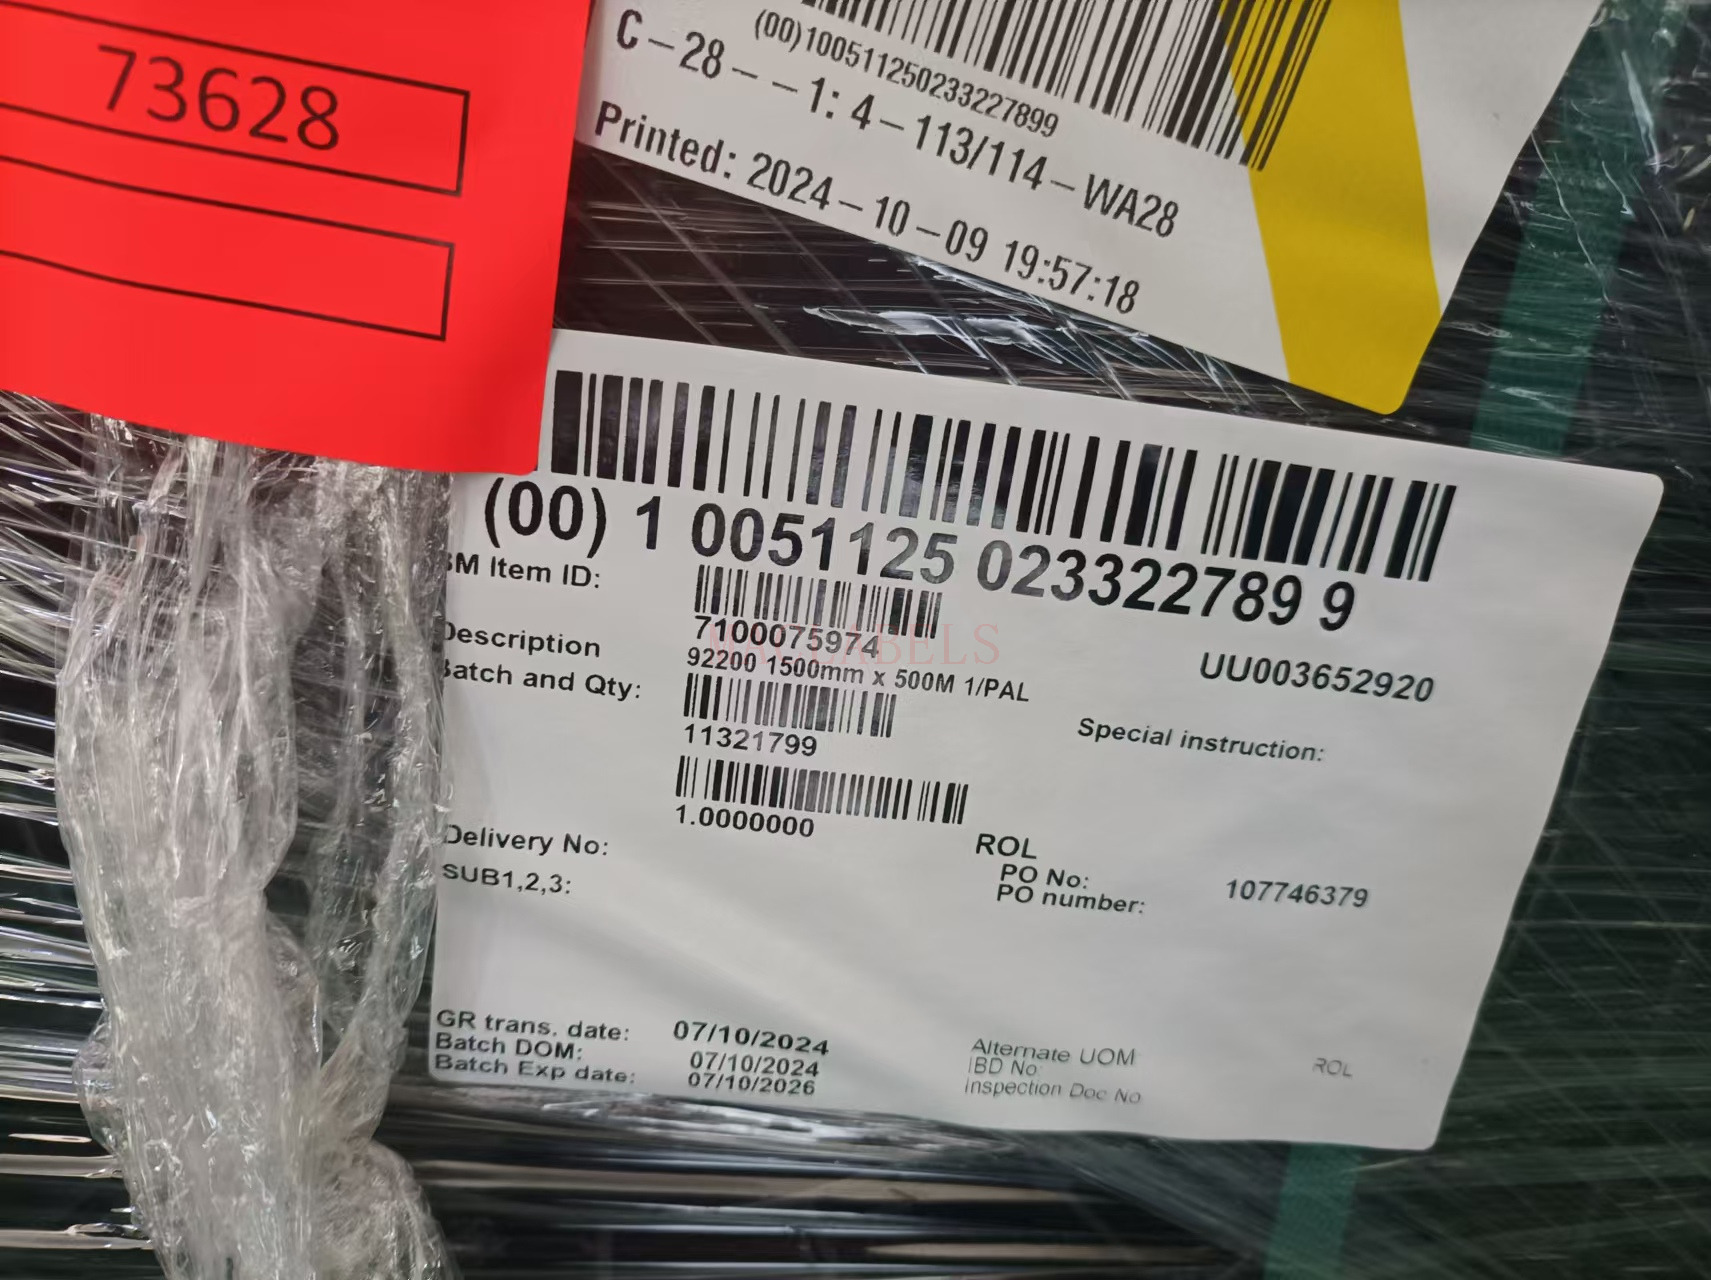 73628
(00)100511250233227899
C-28--1: 4-113/114-WA28
Printed: 2024-10-09 19:57:18
(00) 1 0051125 023322789 9
3M Item ID:
7100075974
UU003652920
Description
92200 1500mm x 500M 1/PAL
Batch and Qty:
11321799
Special instruction:
1.0000000
ROL
Delivery No:
PO No:
107746379
SUB1,2,3:
PO number:
GR trans. date: 07/10/2024
Batch DOM: 07/10/2024
Batch Exp date: 07/10/2026
Alternate UOM
ROL
IBD No
Inspection Doc No